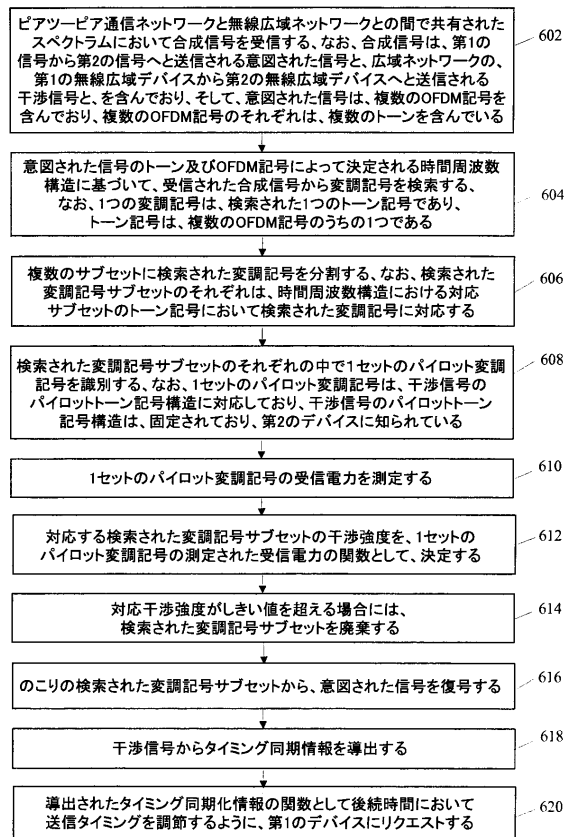 ピアツーピア通信ネットワークと無線広域ネットワークとの間で共有された
スペクトラムにおいて合成信号を受信する、なお、合成信号は、第1の
信号から第2の信号へと送信される意図された信号と、広域ネットワークの、
第1の無線広域デバイスから第2の無線広域デバイスへと送信される
干渉信号と、を含んでおり、そして、意図された信号は、複数のOFDM記号を
含んでおり、複数のOFDM記号のそれぞれは、複数のトーンを含んでいる
602
意図された信号のトーン及びOFDM記号によって決定される時間周波数
構造に基づいて、受信された合成信号から変調記号を検索する、
なお、1つの変調記号は、検索された1つのトーン記号であり、
トーン記号は、複数のOFDM記号のうちの1つである
604
複数のサブセットに検索された変調記号を分割する、なお、検索された
変調記号サブセットのそれぞれは、時間周波数構造における対応
サブセットのトーン記号において検索された変調記号に対応する
606
検索された変調記号サブセットのそれぞれの中で1セットのパイロット変調
記号を識別する、なお、1セットのパイロット変調記号は、干渉信号の
パイロットトーン記号構造に対応しており、干渉信号のパイロットトーン
記号構造は、固定されており、第2のデバイスに知られている
608
1セットのパイロット変調記号の受信電力を測定する
610
対応する検索された変調記号サブセットの干渉強度を、1セットの
パイロット変調記号の測定された受信電力の関数として、決定する
612
対応干渉強度がしきい値を超える場合には、
検索された変調記号サブセットを廃棄する
614
のこりの検索された変調記号サブセットから、意図された信号を復号する
616
干渉信号からタイミング同期情報を導出する
618
導出されたタイミング同期化情報の関数として後続時間において
送信タイミングを調節するように、第1のデバイスにリクエストする
620